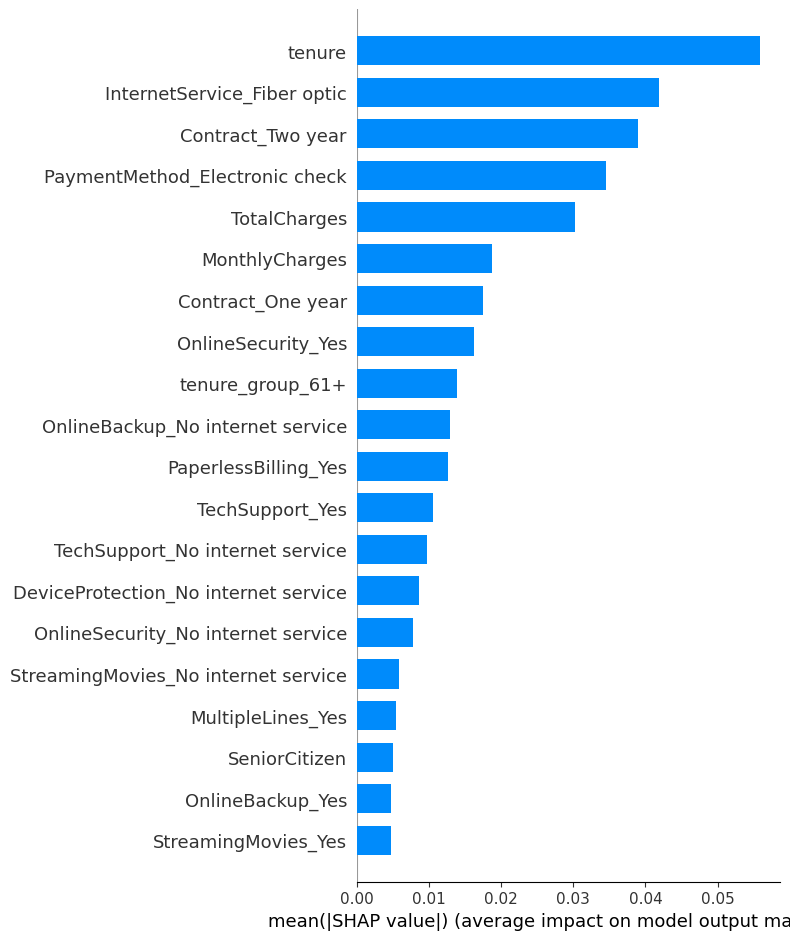 tenure
InternetService_Fiber optic
Contract_Two year
PaymentMethod_Electronic check
TotalCharges
MonthlyCharges
Contract_One year
OnlineSecurity_Yes
tenure_group_61+
OnlineBackup_No internet service
PaperlessBilling_Yes
TechSupport_Yes
TechSupport_No internet service
DeviceProtection_No internet service
OnlineSecurity_No internet service
StreamingMovies_No internet service
MultipleLines_Yes
SeniorCitizen
OnlineBackup_Yes
StreamingMovies_Yes
0.00 0.01 0.02 0.03 0.04 0.05
mean(|SHAP value|) (average impact on model output ma